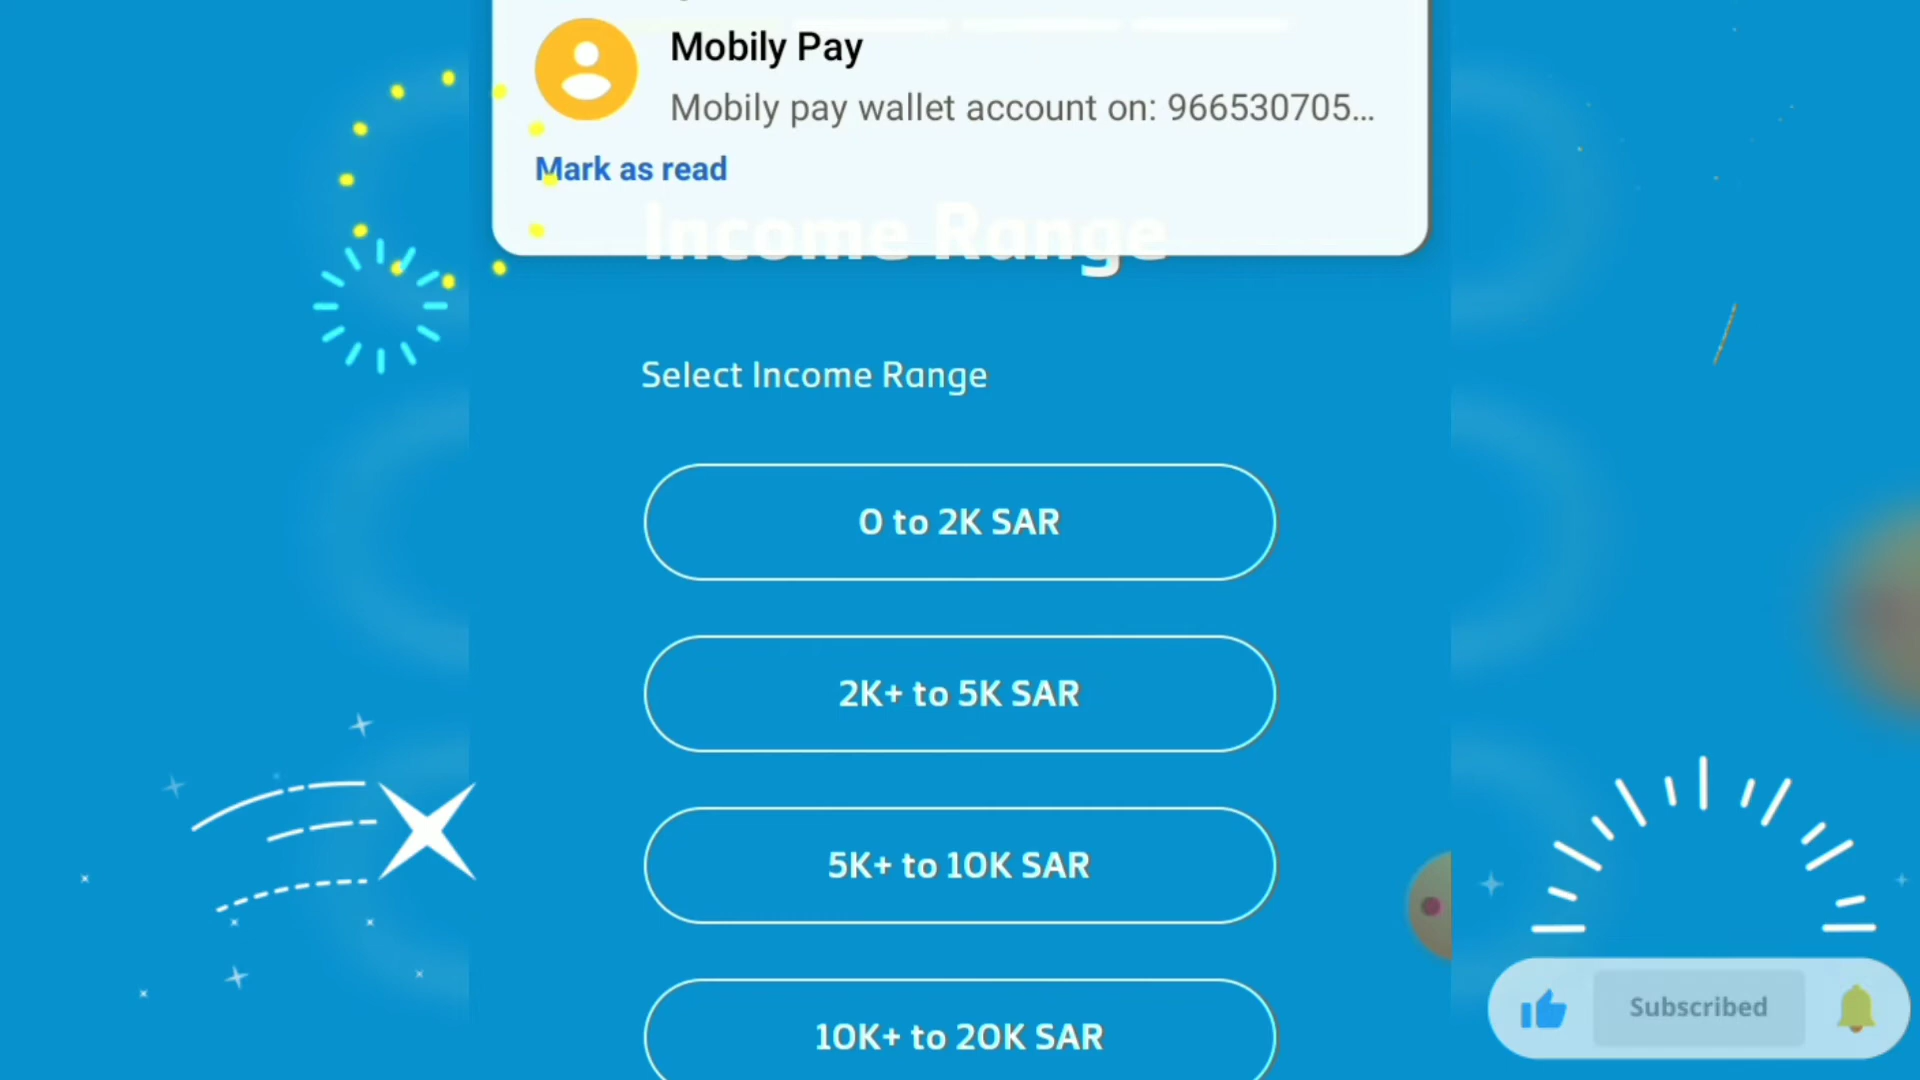 Mobily Pay
Mobily pay wallet account on: 966530705...
Mark as read
Income Range
Select Income Range
0 to 2K SAR
2K+ to 5K SAR
5K+ to 10K SAR
10K+ to 20K SAR
Subscribed